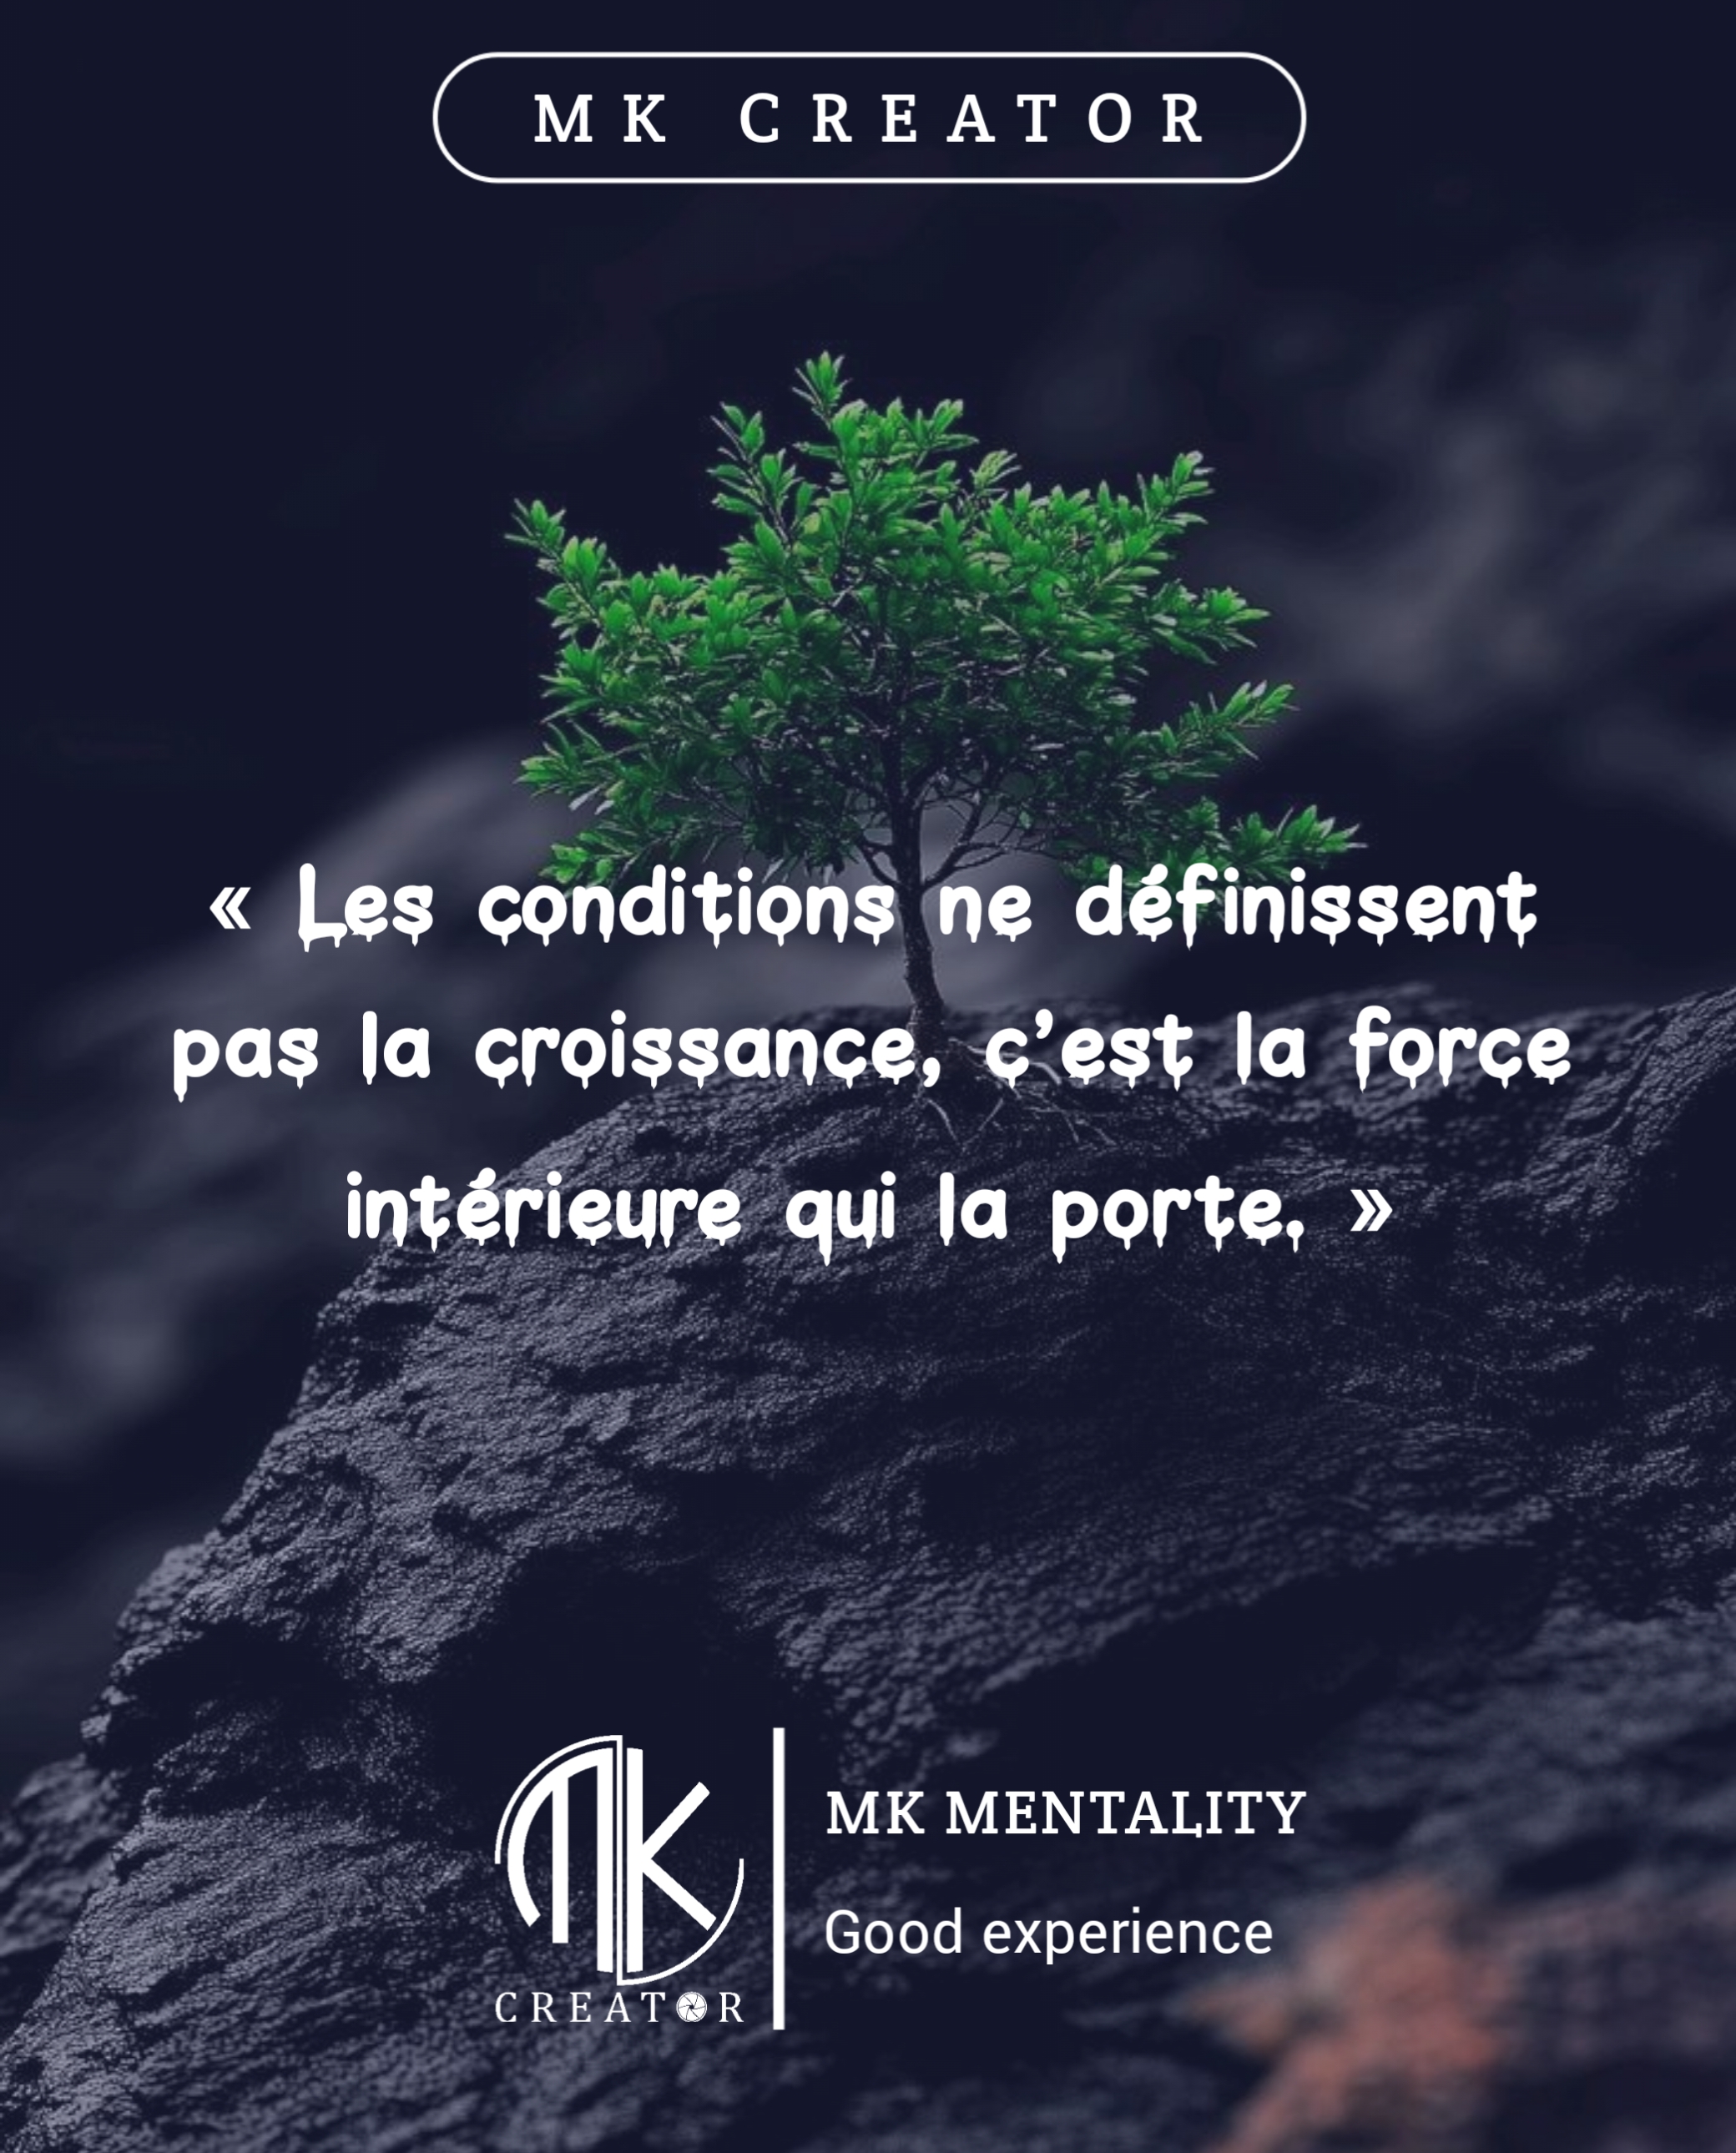 MK CREATOR
« Les conditions ne définissent
pas la croissance, c’est la force
intérieure qui la porte. »
MK
CREATOR
MK MENTALITY
Good experience